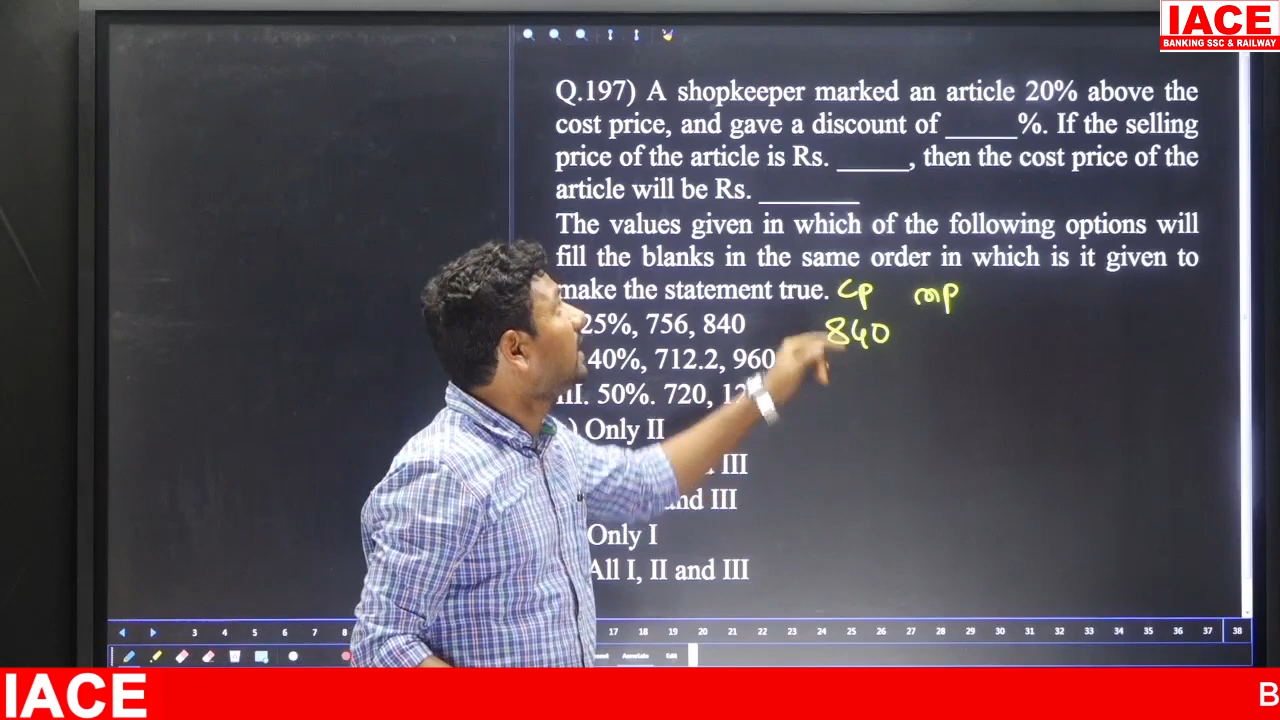 IACE
BANKING SSC & RAILWAY
Q.197) A shopkeeper marked an article 20% above the
cost price, and gave a discount of _____%. If the selling
price of the article is Rs. _____, then the cost price of the
article will be Rs. _______
The values given in which of the following options will
fill the blanks in the same order in which is it given to
make the statement true. CP MP
25%, 756, 840
840
40%, 712.2, 960
III. 50%. 720,
) Only II
III
and III
Only I
All I, II and III
3 4 5 6 7 8 17 18 19 20 21 22 23 24 25 26 27 28 29 30 31 32 33 34 35 36 37 38
Annotate Edit
IACE
B